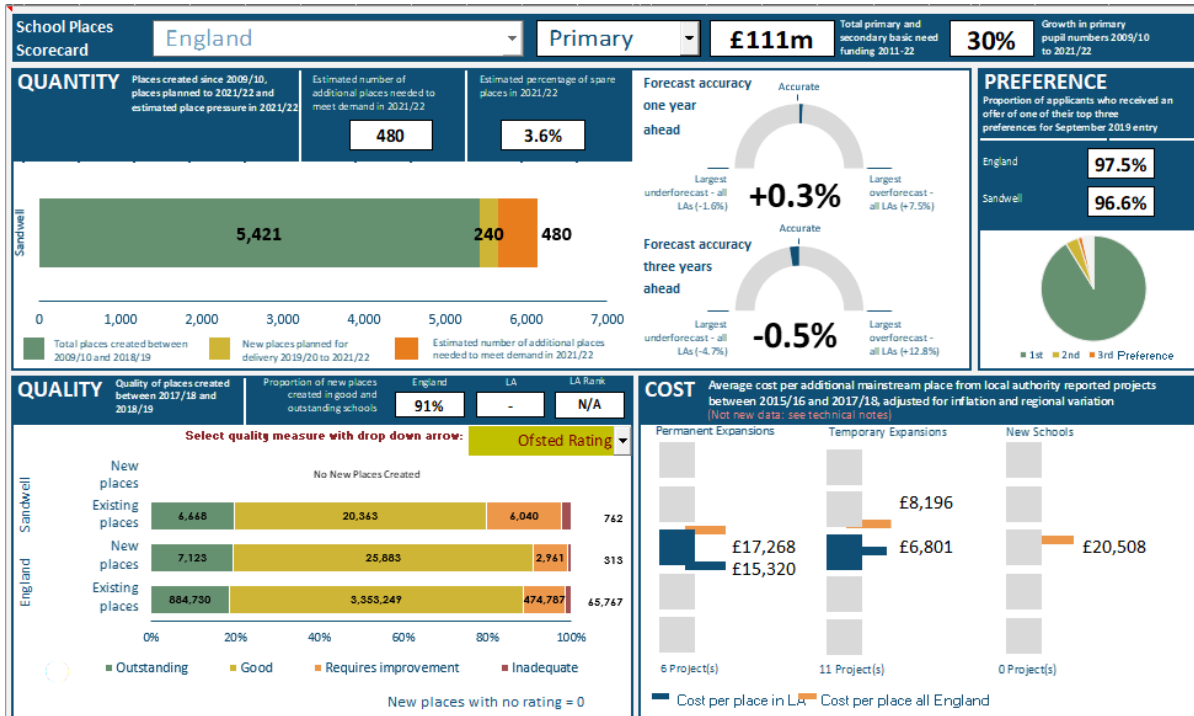 School Places
Scorecard
England
Primary
£111m
Total primary and
secondary basic need
funding 2011-22
30%
Growth in primary
pupil numbers 2009/10
to 2021/22
QUANTITY
Places created since 2009/10,
places planned to 2021/22 and
estimated place pressure in 2021/22
Estimated number of
additional places needed to
meet demand in 2021/22
480
Estimated percentage of spare
places in 2021/22
3.6%
Sandwell
5,421
240
480
0
1,000
2,000
3,000
4,000
5,000
6,000
7,000
Total places created between
2009/10 and 2018/19
New places planned for
delivery 2019/20 to 2021/22
Estimated number of additional places
needed to meet demand in 2021/22
Forecast accuracy
one year
ahead
Accurate
Largest
underforecast - all
LAs (-1.6%)
+0.3%
Largest
overforecast -
all LAs (+7.5%)
Forecast accuracy
three years
ahead
Accurate
Largest
underforecast - all
LAs (-4.7%)
-0.5%
Largest
overforecast -
all LAs (+12.8%)
PREFERENCE
Proportion of applicants who received an
offer of one of their top three
preferences for September 2019 entry
England
97.5%
Sandwell
96.6%
1st 2nd 3rd Preference
QUALITY
Quality of places created
between 2017/18 and
2018/19
Proportion of new places
created in good and
outstanding schools
England
91%
LA
-
LA Rank
N/A
Select quality measure with drop down arrow:
Ofsted Rating
Sandwell
New
places
No New Places Created
Existing
places
6,668
20,363
6,040
762
England
New
places
7,123
25,883
2,961
313
Existing
places
884,730
3,353,249
474,787
65,767
0%
20%
40%
60%
80%
100%
Outstanding Good Requires improvement Inadequate
New places with no rating = 0
COST
Average cost per additional mainstream place from local authority reported projects
between 2015/16 and 2017/18, adjusted for inflation and regional variation
(Not new data: see technical notes)
Permanent Expansions
£17,268
£15,320
6 Project(s)
Temporary Expansions
£8,196
£6,801
11 Project(s)
New Schools
£20,508
0 Project(s)
Cost per place in LA
Cost per place all England